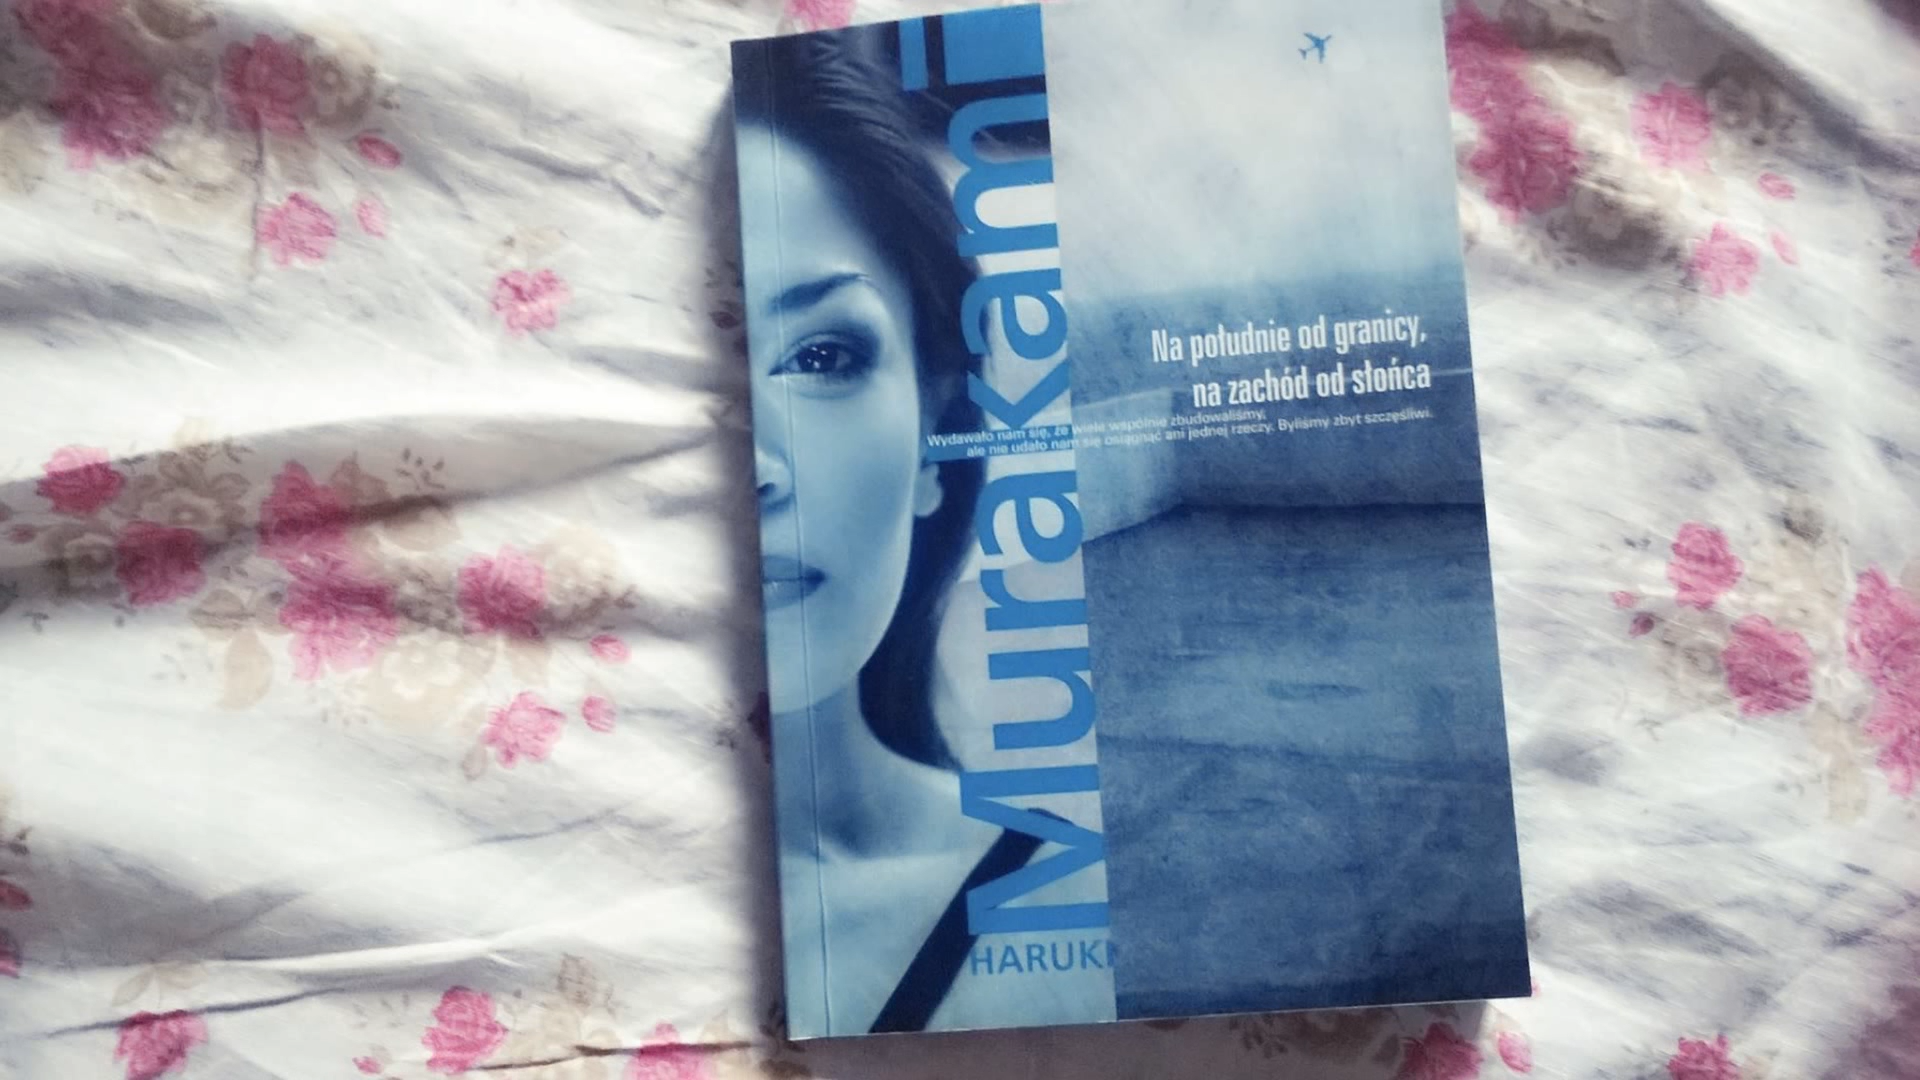 Murakami
HARUKI
Na południe od granicy,
na zachód od słońca
Wydawało nam się, że wiele wspólnie zbudowaliśmy,
ale nie udało nam się osiągnąć ani jednej rzeczy. Byliśmy zbyt szczęśliwi.